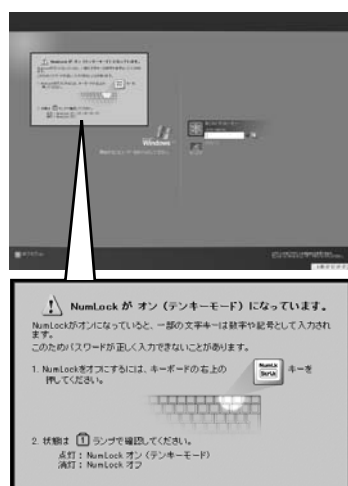 Windows
NumLock が オン (テンキーモード) になっています。
NumLockがオンになっていると、一部の文字キーは数字や記号として入力され
ます。
このためパスワードが正しく入力できないことがあります。
1. NumLockをオフにするには、キーボードの右上の NumLk ScrLk キーを
押してください。
2. 状態は 1 ランプで確認してください。
点灯 : NumLock オン (テンキーモード)
消灯 : NumLock オフ